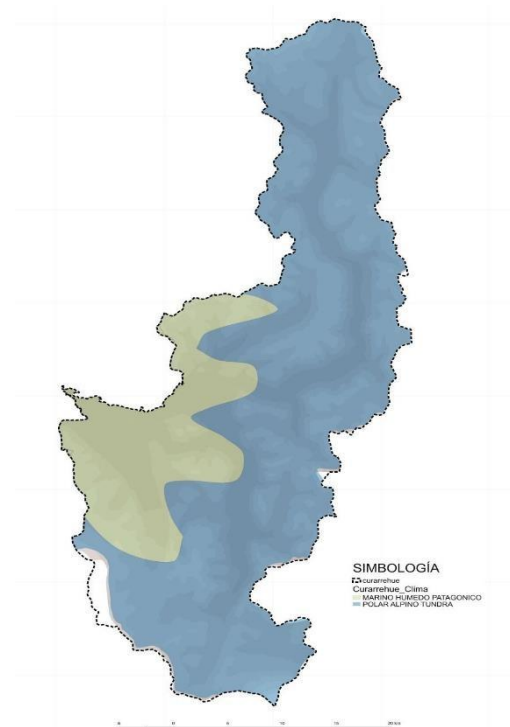 SIMBOLOGÍA
curarrehue
Curarrehue_Clima
MARINO HUMEDO PATAGONICO
POLAR ALPINO TUNDRA